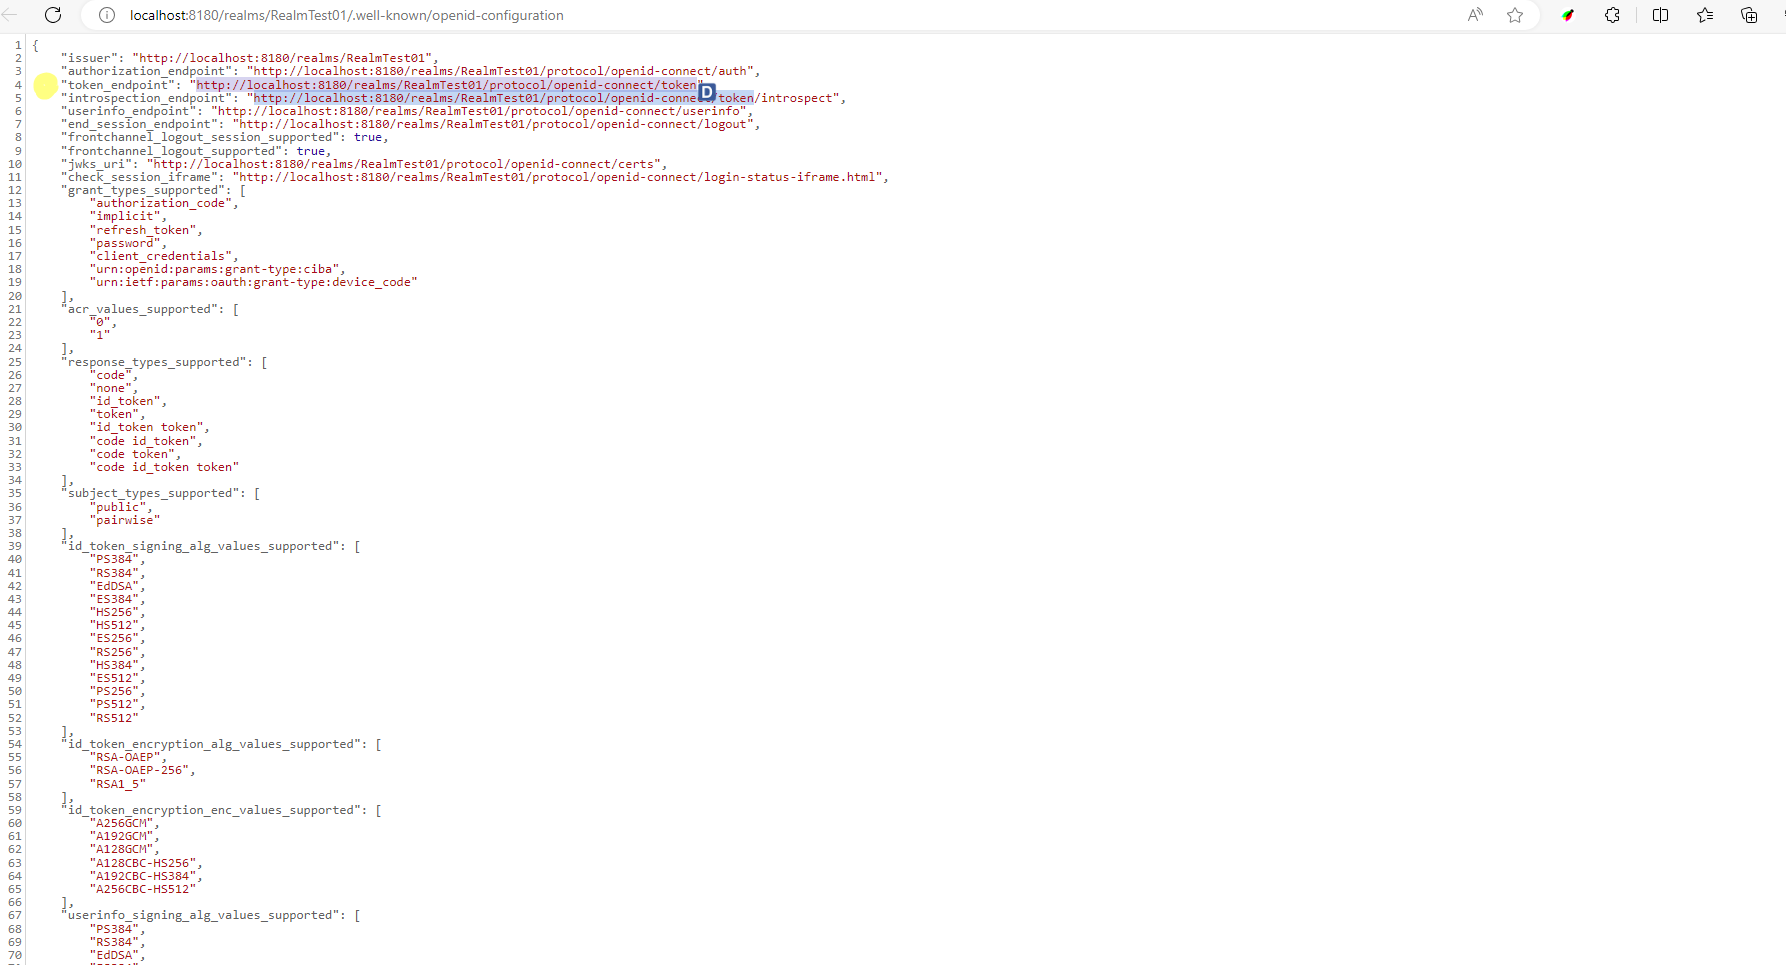 localhost:8180/realms/RealmTest01/.well-known/openid-configuration
1 {
2 "issuer": "http://localhost:8180/realms/RealmTest01",
3 "authorization_endpoint": "http://localhost:8180/realms/RealmTest01/protocol/openid-connect/auth",
4 "token_endpoint": "http://localhost:8180/realms/RealmTest01/protocol/openid-connect/token"
D
5 "introspection_endpoint": "http://localhost:8180/realms/RealmTest01/protocol/openid-connect/token/introspect",
6 "userinfo_endpoint": "http://localhost:8180/realms/RealmTest01/protocol/openid-connect/userinfo",
7 "end_session_endpoint": "http://localhost:8180/realms/RealmTest01/protocol/openid-connect/logout",
8 "frontchannel_logout_session_supported": true,
9 "frontchannel_logout_supported": true,
10 "jwks_uri": "http://localhost:8180/realms/RealmTest01/protocol/openid-connect/certs",
11 "check_session_iframe": "http://localhost:8180/realms/RealmTest01/protocol/openid-connect/login-status-iframe.html",
12 "grant_types_supported": [
13 "authorization_code",
14 "implicit",
15 "refresh_token",
16 "password",
17 "client_credentials",
18 "urn:openid:params:grant-type:ciba",
19 "urn:ietf:params:oauth:grant-type:device_code"
20 ],
21 "acr_values_supported": [
22 "0",
23 "1"
24 ],
25 "response_types_supported": [
26 "code",
27 "none",
28 "id_token",
29 "token",
30 "id_token token",
31 "code id_token",
32 "code token",
33 "code id_token token"
34 ],
35 "subject_types_supported": [
36 "public",
37 "pairwise"
38 ],
39 "id_token_signing_alg_values_supported": [
40 "PS384",
41 "RS384",
42 "EdDSA",
43 "ES384",
44 "HS256",
45 "HS512",
46 "ES256",
47 "RS256",
48 "HS384",
49 "ES512",
50 "PS256",
51 "PS512",
52 "RS512"
53 ],
54 "id_token_encryption_alg_values_supported": [
55 "RSA-OAEP",
56 "RSA-OAEP-256",
57 "RSA1_5"
58 ],
59 "id_token_encryption_enc_values_supported": [
60 "A256GCM",
61 "A192GCM",
62 "A128GCM",
63 "A128CBC-HS256",
64 "A192CBC-HS384",
65 "A256CBC-HS512"
66 ],
67 "userinfo_signing_alg_values_supported": [
68 "PS384",
69 "RS384",
70 "EdDSA",